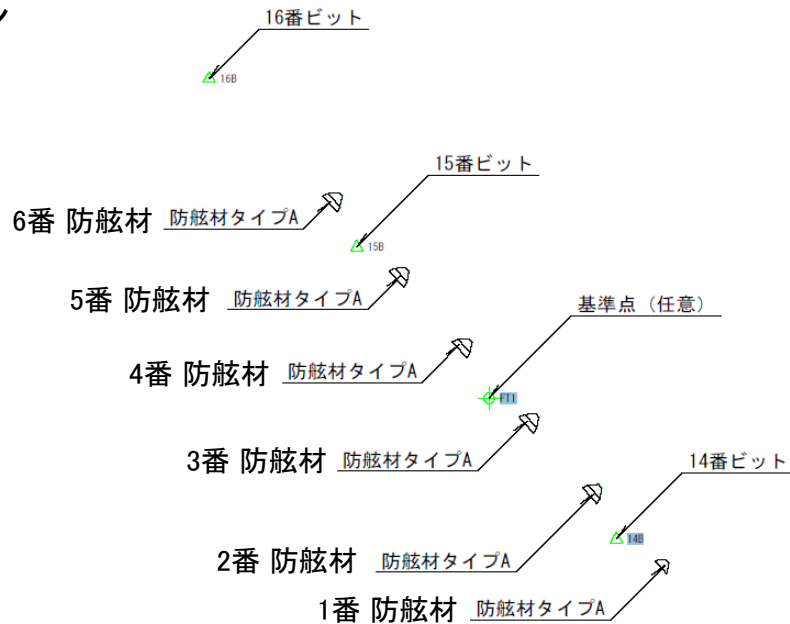 16番ビット
16B
15番ビット
6番 防舷材 防舷材タイプA
15B
5番 防舷材 防舷材タイプA
基準点（任意）
4番 防舷材 防舷材タイプA
FT1
3番 防舷材 防舷材タイプA
14番ビット
14B
2番 防舷材 防舷材タイプA
1番 防舷材 防舷材タイプA